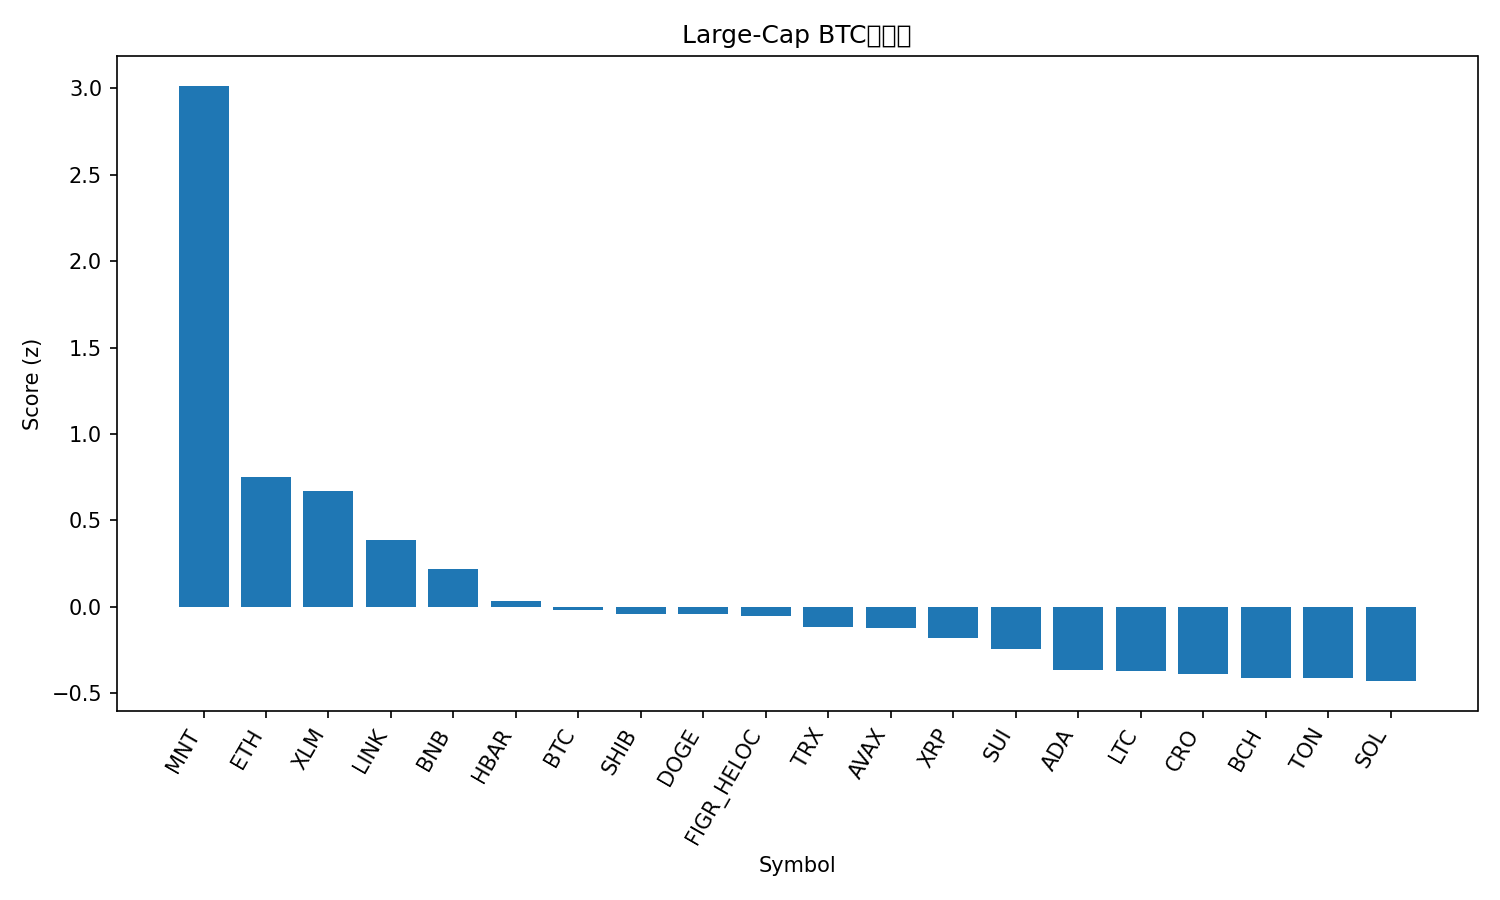 Large-Cap BTC
Score (z)
3.0
2.5
2.0
1.5
1.0
0.5
0.0
−0.5
MNT
ETH
XLM
LINK
BNB
HBAR
BTC
SHIB
DOGE
FIGR_HELOC
TRX
AVAX
XRP
SUI
ADA
LTC
CRO
BCH
TON
SOL
Symbol